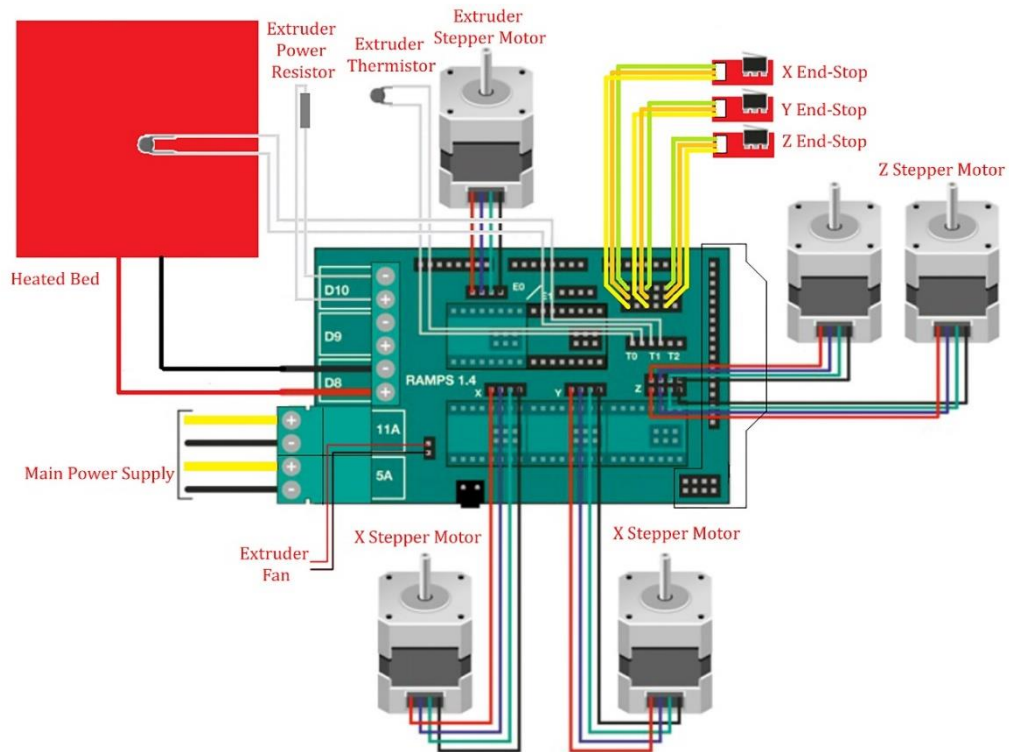 Extruder
Power
Resistor
Extruder
Thermistor
Extruder
Stepper Motor
X End-Stop
Y End-Stop
Z End-Stop
Z Stepper Motor
Heated Bed
D10
E0
E1
D9
T0 T1 T2
D8
RAMPS 1.4
X
Y
Z
11A
Main Power Supply
5A
Extruder
Fan
X Stepper Motor
X Stepper Motor